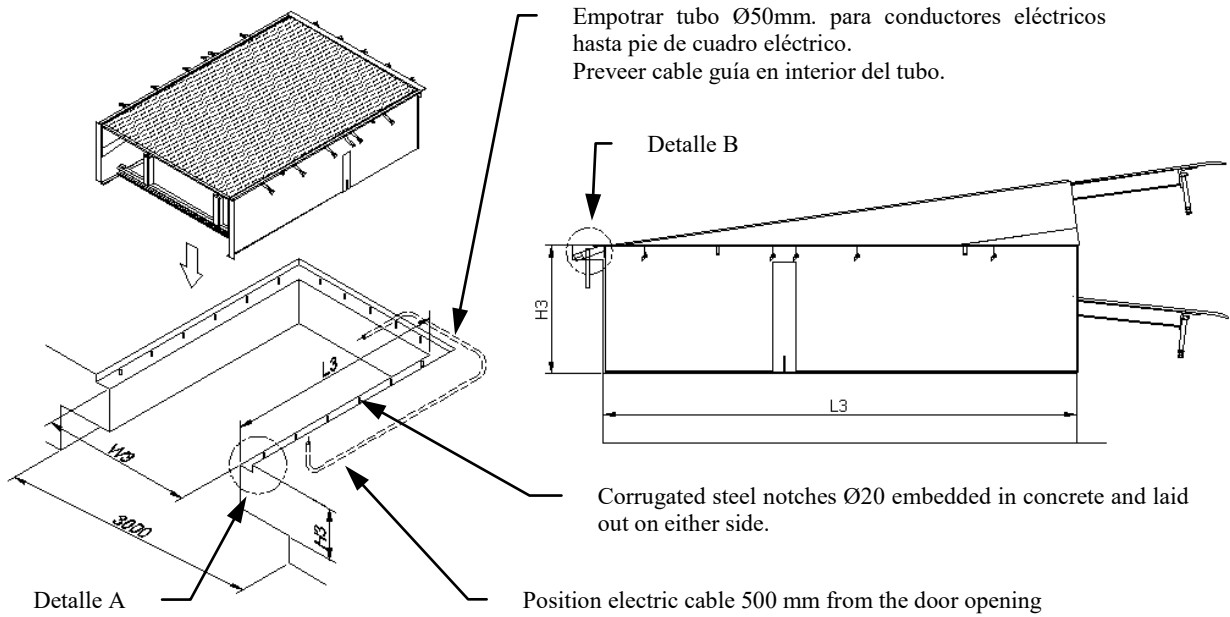 Empotrar tubo Ø50mm. para conductores eléctricos
hasta pie de cuadro eléctrico.
Preveer cable guía en interior del tubo.
Detalle B
H3
L3
L3
W3
3000
H3
Corrugated steel notches Ø20 embedded in concrete and laid
out on either side.
Detalle A
Position electric cable 500 mm from the door opening